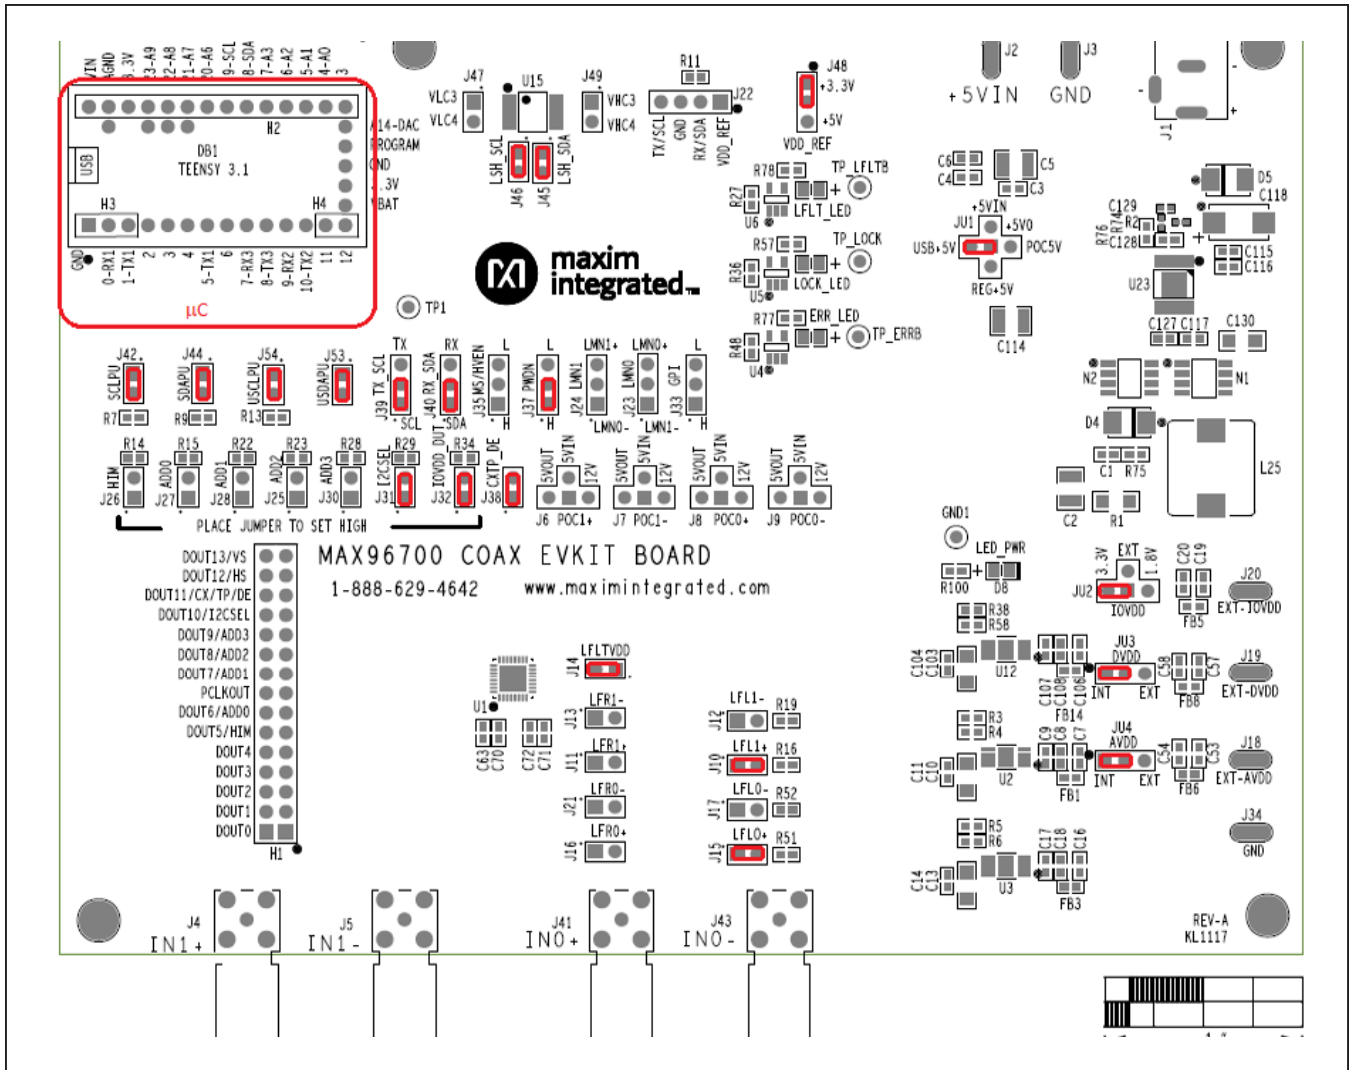 VIN
AGND
3.3V
23-A9
22-A8
21-A7
20-A6
9-SCL
8-SDA
7-A3
6-A2
5-A1
4-A0
3
H2
A14-DAC
PROGRAM
GND
3.3V
VBAT
USB
DB1
TEENSY 3.1
H3
H4
GND
0-RX1
1-TX1
2
3
4
5-TX1
6
7-RX3
8-TX3
9-RX2
10-TX2
11
12
µC
J47
VLC3
VLC4
U15
J49
VHC3
VHC4
LSH_SCL
J46
J45
LSH_SDA
R11
J22
TX/SCL
GND
RX/SDA
VDD_REF
J48
+3.3V
+5V
VDD_REF
J2
J3
+5VIN
GND
J1
-
-
+
maxim
integrated™
TP1
R78
TP_LFLTB
R27
LFLT_LED
U6
R57
TP_LOCK
R36
LOCK_LED
U5
R77
ERR_LED
R48
TP_ERRB
U4
C6
C4
C5
C3
+5VIN
JU1
+5V0
USB+5V
POC5V
REG+5V
C114
D5
C118
C129
R74
R2
R76
C128
C115
C116
U23
C127
C117
C130
N2
N1
D4
C1
R75
L25
C2
R1
J42
SCLPU
R7
J44
SDAPU
R9
J54
USCLPU
R13
J53
USDAPU
TX
J39 TX_SCL
SCL
RX
J40 RX_SDA
SDA
L
J35 MS/HVEN
H
L
J37 PWDN
H
LMN1+
J24 LMN1
LMN0-
LMN0+
J23 LMN0
LMN1-
L
J33 GPI
H
R14
HIM
J26
R15
ADD0
J27
R22
ADD1
J28
R23
ADD2
J25
R28
ADD3
J30
R29
I2CSEL
J31
R34
IOVDD_DUT
J32
CXTP_DE
J38
5VOUT
5VIN
12V
J6 POC1+
5VOUT
5VIN
12V
J7 POC1-
5VOUT
5VIN
12V
J8 POC0+
5VOUT
5VIN
12V
J9 POC0-
PLACE JUMPER TO SET HIGH
MAX96700 COAX EVKIT BOARD
1-888-629-4642 www.maximintegrated.com
DOUT13/VS
DOUT12/HS
DOUT11/CX/TP/DE
DOUT10/I2CSEL
DOUT9/ADD3
DOUT8/ADD2
DOUT7/ADD1
PCLKOUT
DOUT6/ADD0
DOUT5/HIM
DOUT4
DOUT3
DOUT2
DOUT1
DOUT0
H1
U1
C63
C70
C72
C71
LFLTVDD
J14
LFR1-
J13
LFR1+
J11
LFR0-
J21
LFR0+
J16
LFL1-
J12
R19
LFL1+
J10
R16
LFL0-
J17
R52
LFL0+
J15
R51
GND1
LED_PWR
R100
D8
EXT
3.3V
1.8V
JU2
IOVDD
C20
C19
FB5
J20
EXT-IOVDD
R38
R58
C104
C103
U12
C107
C108
C106
FB14
JU3
DVDD
INT
EXT
C58
C57
FB8
J19
EXT-DVDD
R3
R4
C11
C10
U2
C9
C8
C7
FB1
JU4
AVDD
INT
EXT
C54
C53
FB6
J18
EXT-AVDD
R5
R6
C14
C13
U3
C17
C18
C16
FB3
J34
GND
REV-A
KL1117
J4
IN1+
J5
IN1-
J41
IN0+
J43
IN0-